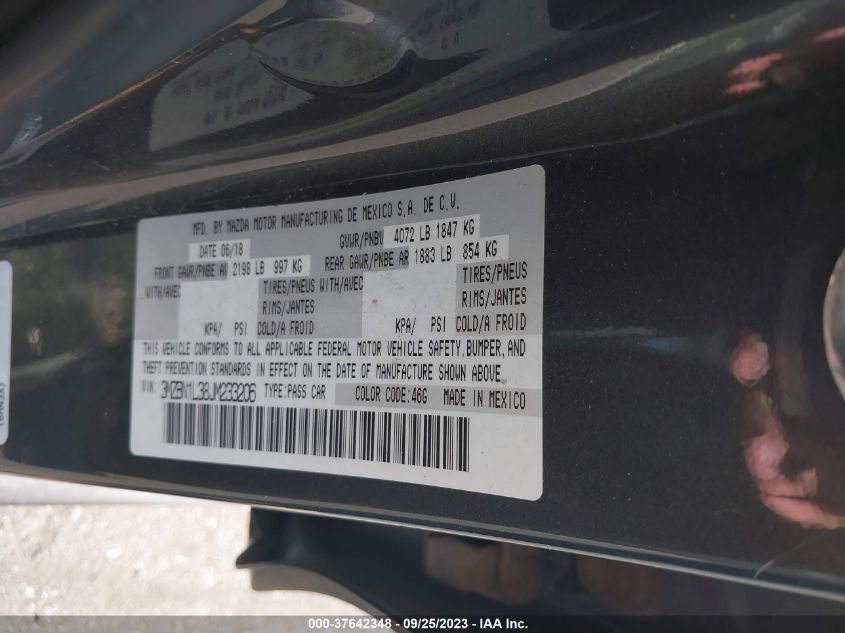 MFD. BY MAZDA MOTOR MANUFACTURING DE MEXICO S.A. DE C.V.
DATE 06/18 GVWR/PNBV 4072 LB 1847 KG
FRONT GAWR/PNBE AV 2198 LB 997 KG REAR GAWR/PNBE AR 1883 LB 854 KG
WITH/AVEC TIRES/PNEUS WITH/AVEC TIRES/PNEUS
RIMS/JANTES RIMS/JANTES
KPA/ PSI COLD/A FROID KPA/ PSI COLD/A FROID
THIS VEHICLE CONFORMS TO ALL APPLICABLE FEDERAL MOTOR VEHICLE SAFETY, BUMPER, AND
THEFT PREVENTION STANDARDS IN EFFECT ON THE DATE OF MANUFACTURE SHOWN ABOVE.
VIN: 3MZBN1L38JM233206 TYPE:PASS CAR COLOR CODE:46G MADE IN MEXICO
000-37642348 - 09/25/2023 - IAA Inc.